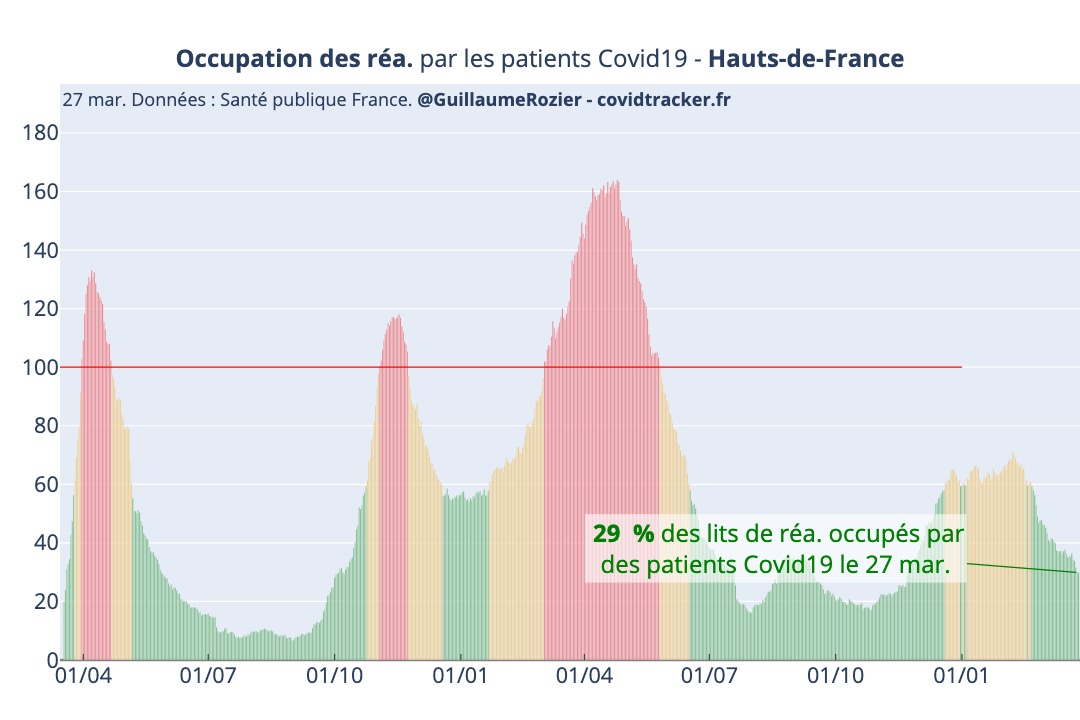 Occupation des réa. par les patients Covid19 - Hauts-de-France
27 mar. Données : Santé publique France. @GuillaumeRozier - covidtracker.fr
180
160
140
120
100
80
60
40
20
0
29 % des lits de réa. occupés par
des patients Covid19 le 27 mar.
01/04 01/07 01/10 01/01 01/04 01/07 01/10 01/01